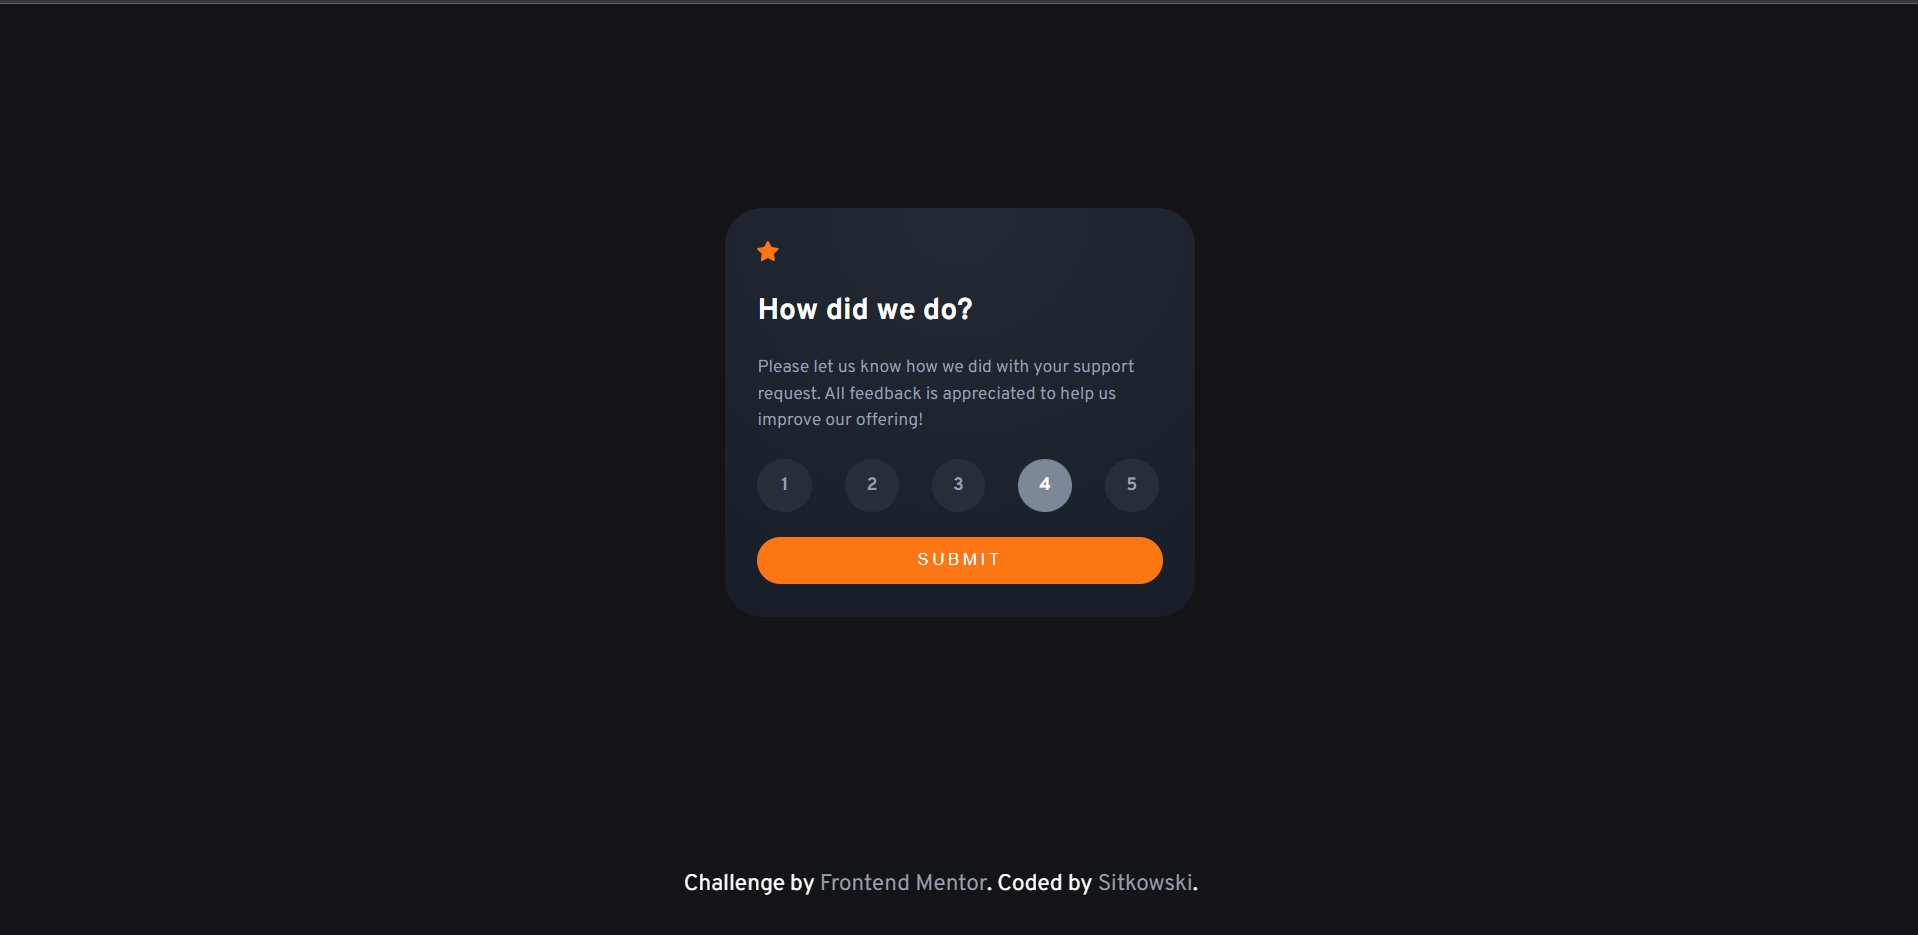 How did we do?
Please let us know how we did with your support
request. All feedback is appreciated to help us
improve our offering!
1 2 3 4 5
SUBMIT
Challenge by Frontend Mentor. Coded by Sitkowski.